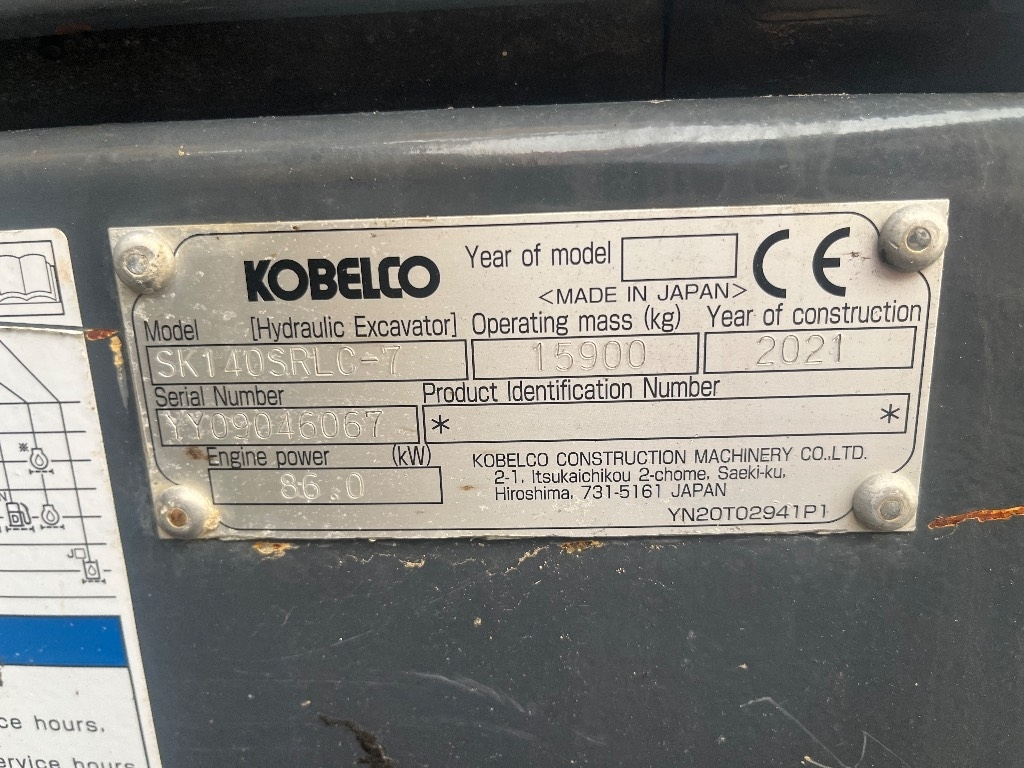 KOBELCO
Year of model
CE
<MADE IN JAPAN>
Model [Hydraulic Excavator] Operating mass (kg) Year of construction
SK140SRLC-7 15900 2021
Serial Number Product Identification Number
YY09046067 * *
Engine power (kW)
86.0
KOBELCO CONSTRUCTION MACHINERY CO.,LTD.
2-1, Itsukaichikou 2-chome, Saeki-ku,
Hiroshima, 731-5161 JAPAN
YN20T02941P1
J
ce hours.
ervice hours